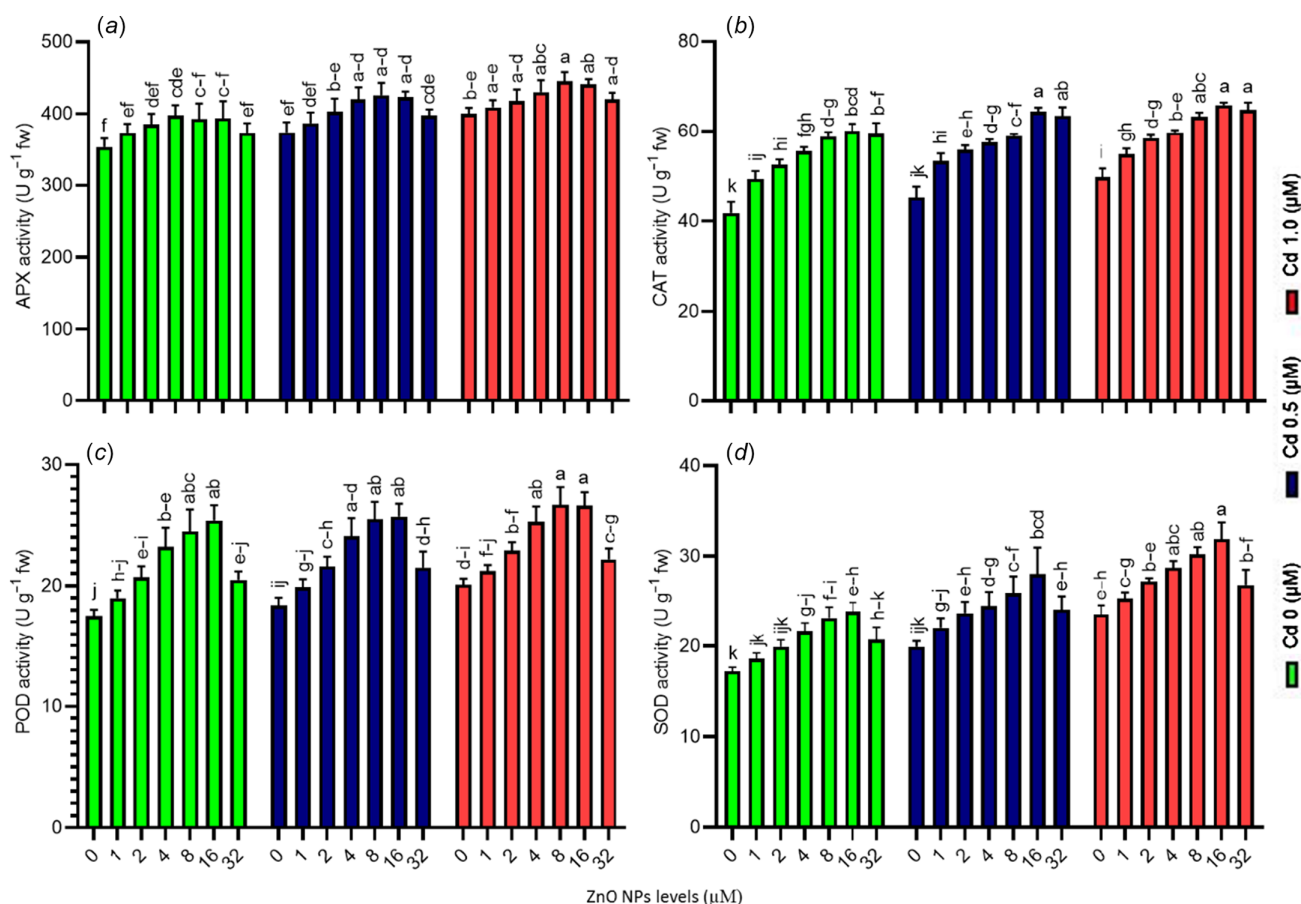 (a)
APX activity (U g⁻¹ fw)
500
400
300
200
100
0
f
ef
def
cde
c–f
c–f
ef
ef
def
b–e
a–d
a–d
a–d
cde
b–e
a–e
a–d
abc
a
ab
a–d
(b)
CAT activity (U g⁻¹ fw)
80
60
40
20
0
k
ij
hi
fgh
d–g
bcd
b–f
jk
hi
e–h
d–g
c–f
a
ab
i
gh
d–g
b–e
abc
a
a
(c)
POD activity (U g⁻¹ fw)
30
20
10
0
j
h–j
e–i
b–e
abc
ab
e–j
ij
g–j
c–h
a–d
ab
ab
d–h
d–i
f–j
b–f
ab
a
a
c–g
0 1 2 4 8 16 32 0 1 2 4 8 16 32 0 1 2 4 8 16 32
(d)
SOD activity (U g⁻¹ fw)
40
30
20
10
0
k
jk
ijk
g–j
f–i
e–h
h–k
ijk
g–j
e–h
d–g
c–f
bcd
e–h
c–g
b–e
abc
ab
a
b–f
0 1 2 4 8 16 32 0 1 2 4 8 16 32 0 1 2 4 8 16 32
ZnO NPs levels (µM)
Cd 0 (µM)
Cd 0.5 (µM)
Cd 1.0 (µM)